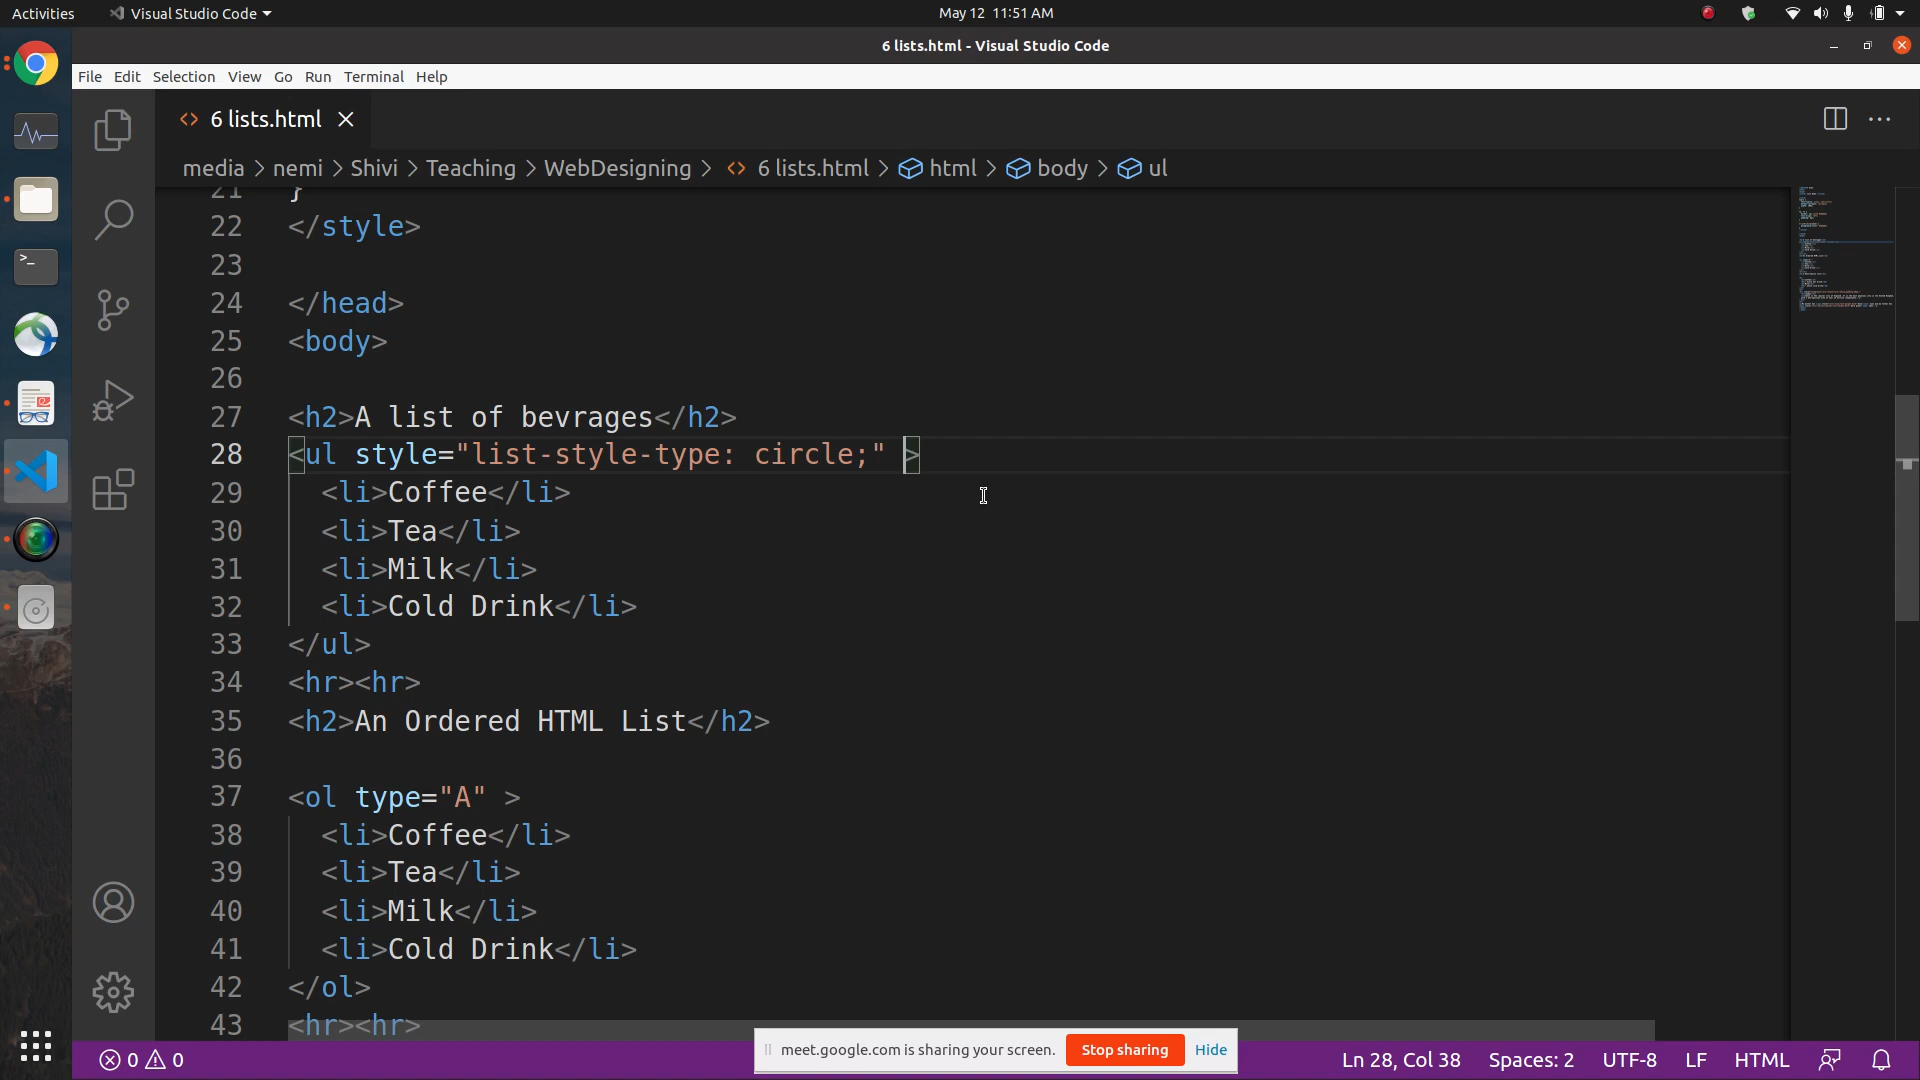 Activities Visual Studio Code May 12 11:51 AM
6 lists.html - Visual Studio Code
File Edit Selection View Go Run Terminal Help
6 lists.html
media > nemi > Shivi > Teaching > WebDesigning > 6 lists.html > html > body > ul
21 }
22 </style>
23
24 </head>
25 <body>
26
27 <h2>A list of bevrages</h2>
28 <ul style="list-style-type: circle;" >
29 <li>Coffee</li>
30 <li>Tea</li>
31 <li>Milk</li>
32 <li>Cold Drink</li>
33 </ul>
34 <hr><hr>
35 <h2>An Ordered HTML List</h2>
36
37 <ol type="A" >
38 <li>Coffee</li>
39 <li>Tea</li>
40 <li>Milk</li>
41 <li>Cold Drink</li>
42 </ol>
43 <hr><hr>
meet.google.com is sharing your screen. Stop sharing Hide
0 0 Ln 28, Col 38 Spaces: 2 UTF-8 LF HTML